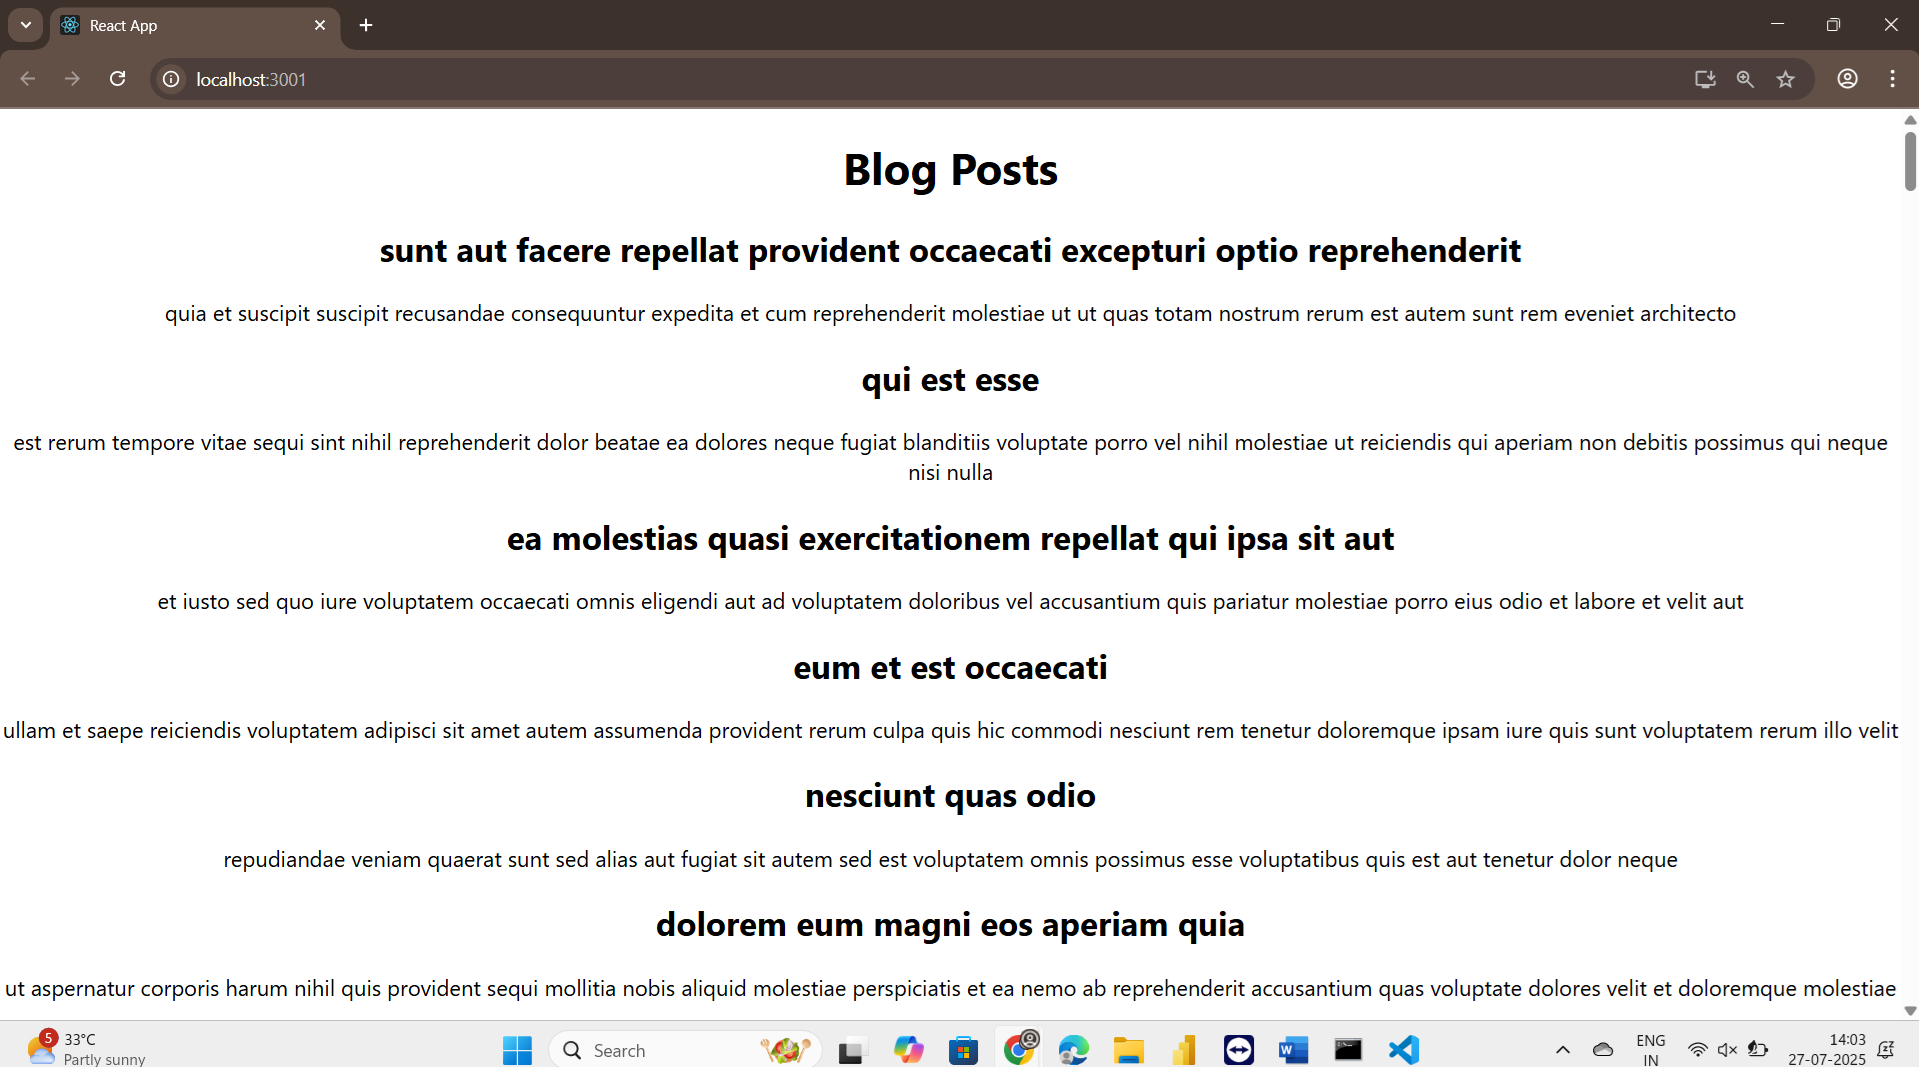 React App
localhost:3001
Blog Posts
sunt aut facere repellat provident occaecati excepturi optio reprehenderit
quia et suscipit suscipit recusandae consequuntur expedita et cum reprehenderit molestiae ut ut quas totam nostrum rerum est autem sunt rem eveniet architecto
qui est esse
est rerum tempore vitae sequi sint nihil reprehenderit dolor beatae ea dolores neque fugiat blanditiis voluptate porro vel nihil molestiae ut reiciendis qui aperiam non debitis possimus qui neque
nisi nulla
ea molestias quasi exercitationem repellat qui ipsa sit aut
et iusto sed quo iure voluptatem occaecati omnis eligendi aut ad voluptatem doloribus vel accusantium quis pariatur molestiae porro eius odio et labore et velit aut
eum et est occaecati
ullam et saepe reiciendis voluptatem adipisci sit amet autem assumenda provident rerum culpa quis hic commodi nesciunt rem tenetur doloremque ipsam iure quis sunt voluptatem rerum illo velit
nesciunt quas odio
repudiandae veniam quaerat sunt sed alias aut fugiat sit autem sed est voluptatem omnis possimus esse voluptatibus quis est aut tenetur dolor neque
dolorem eum magni eos aperiam quia
ut aspernatur corporis harum nihil quis provident sequi mollitia nobis aliquid molestiae perspiciatis et ea nemo ab reprehenderit accusantium quas voluptate dolores velit et doloremque molestiae
5
33°C
Partly sunny
Search
W
ENG
IN
14:03
27-07-2025